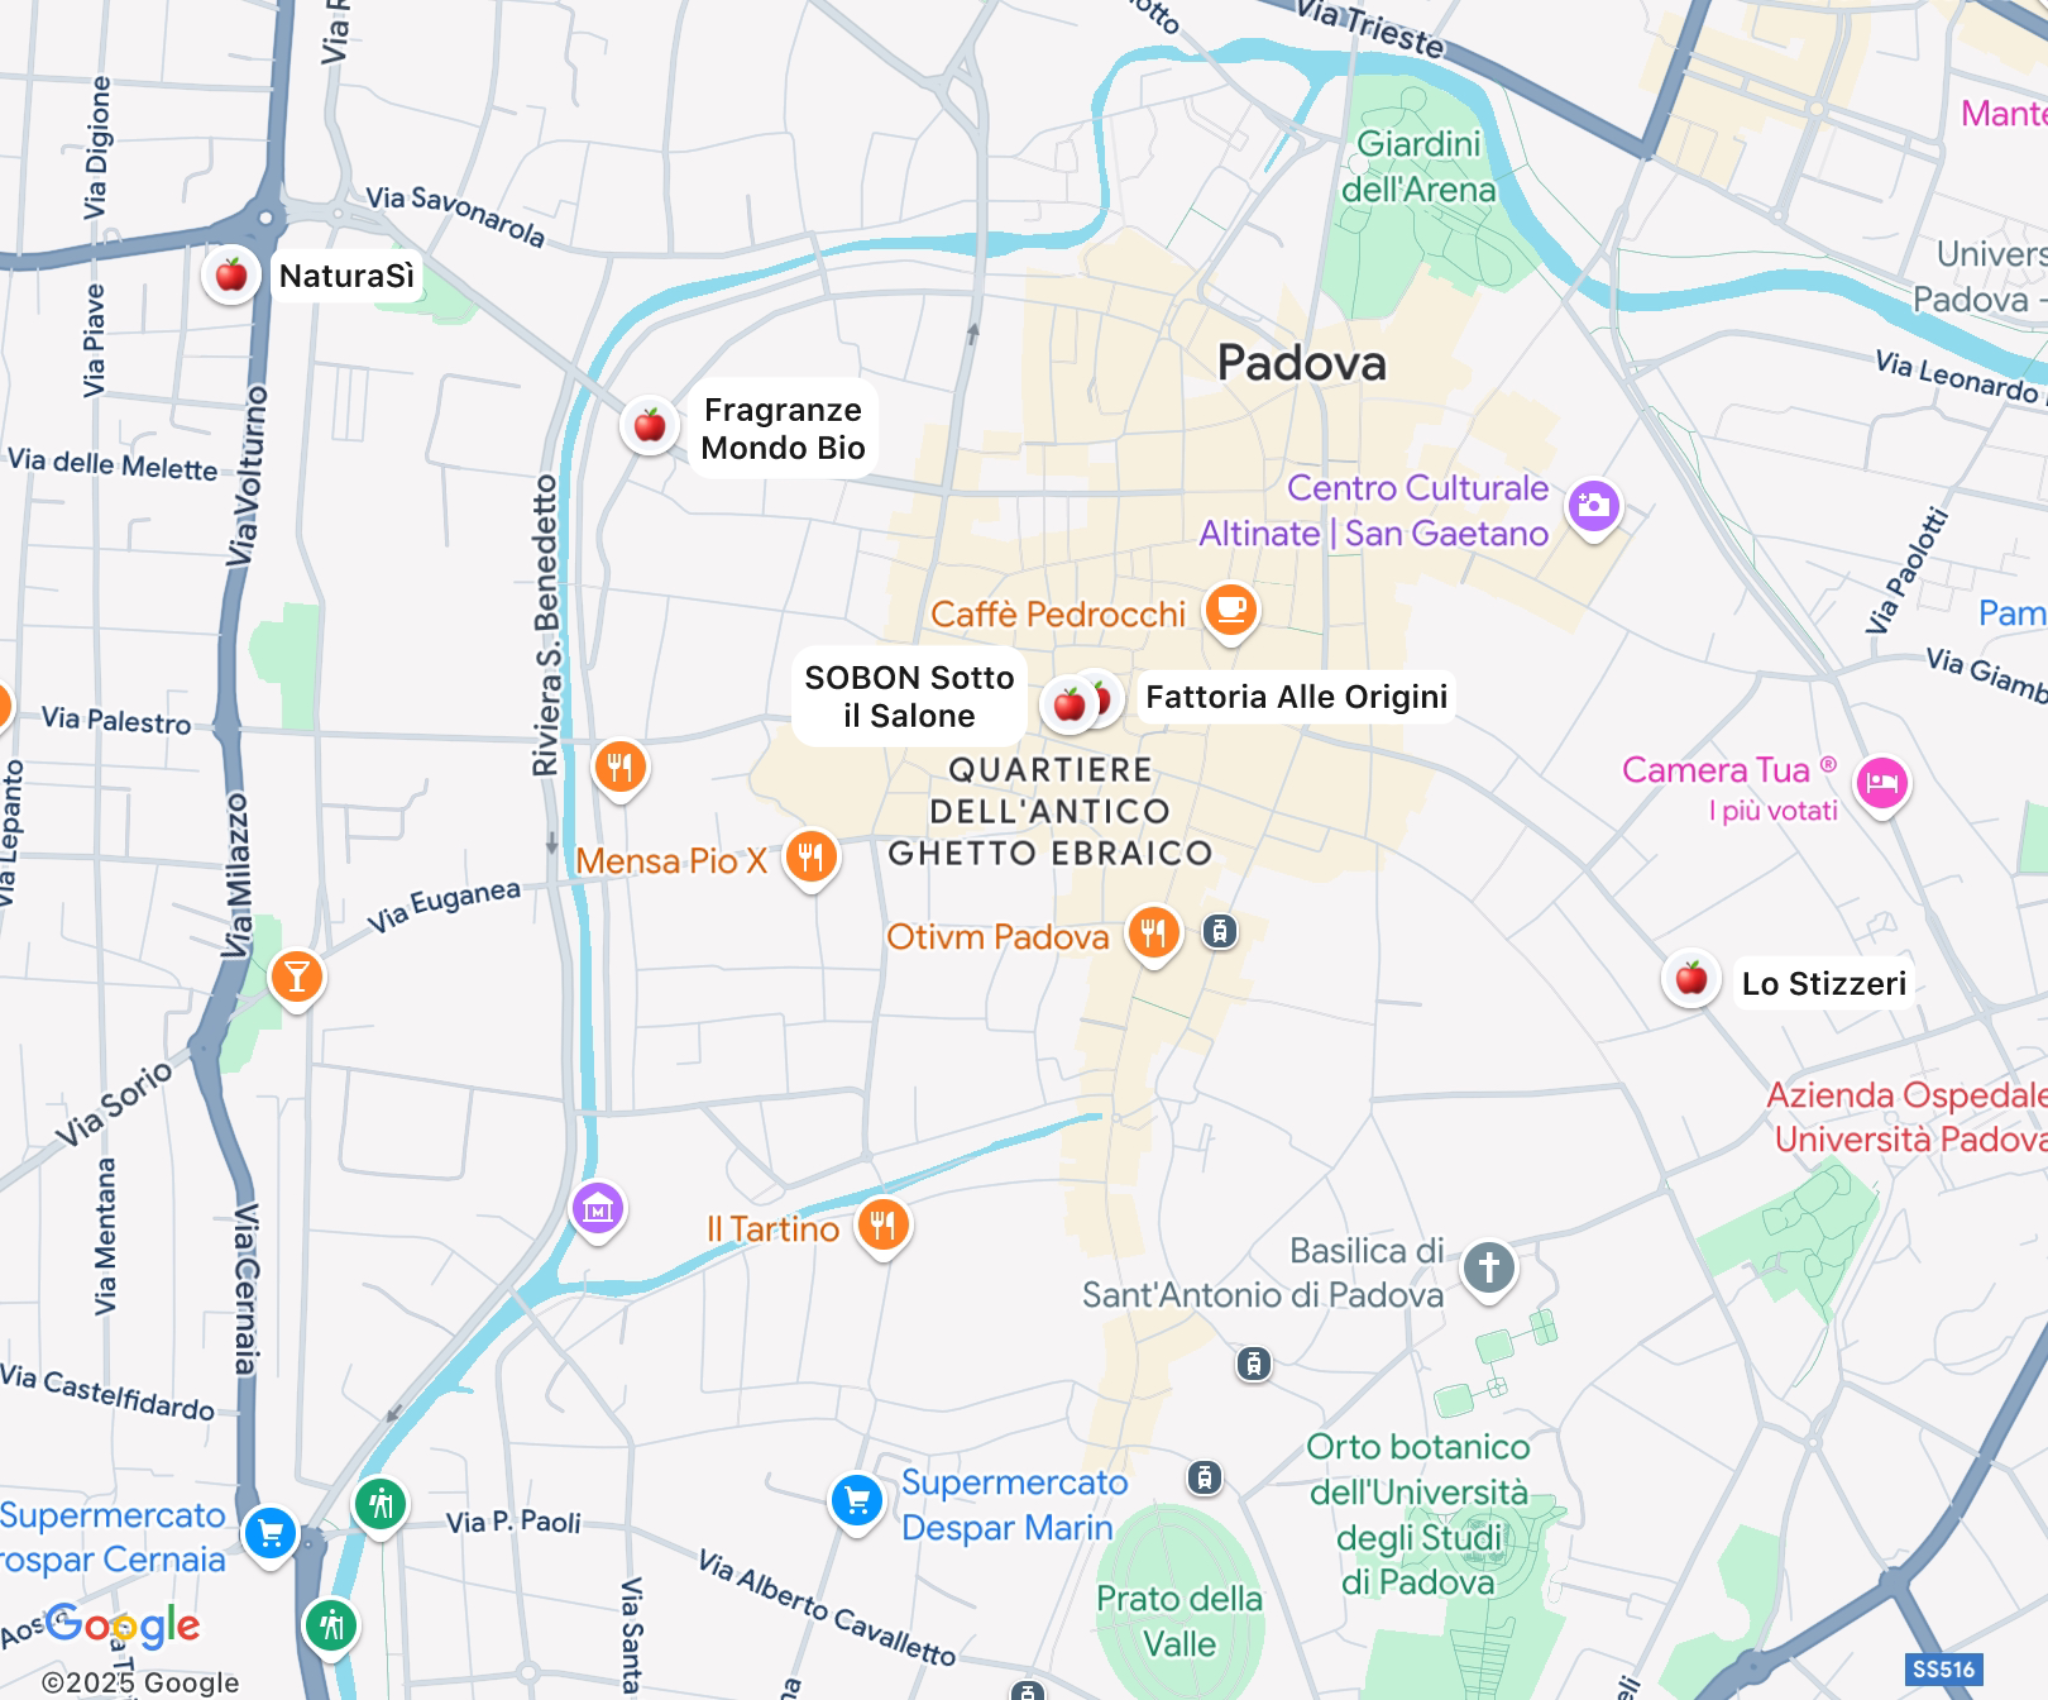 Via Trieste
Via Digione
Giardini
dell'Arena
Via Savonarola
NaturaSì
Via Piave
Padova
Padova -
Via Leonardo
Fragranze
Mondo Bio
Via delle Melette
Via Volturno
Riviera S. Benedetto
Centro Culturale
Altinate | San Gaetano
Via Paolotti
Caffè Pedrocchi
SOBON Sotto
il Salone
Fattoria Alle Origini
Via Palestro
QUARTIERE
DELL'ANTICO
GHETTO EBRAICO
Camera Tua ®
I più votati
Via Lepanto
Via Milazzo
Mensa Pio X
Via Euganea
Otivm Padova
Lo Stizzeri
Via Sorio
Azienda Ospedale
Università Padova
Via Mentana
Via Cernaia
Il Tartino
Basilica di
Sant'Antonio di Padova
Via Castelfidardo
Orto botanico
dell'Università
degli Studi
di Padova
Supermercato
Despar Marin
Supermercato
rospar Cernaia
Via P. Paoli
Via Alberto Cavalletto
Via Santa
Prato della
Valle
Google
©2025 Google
SS516